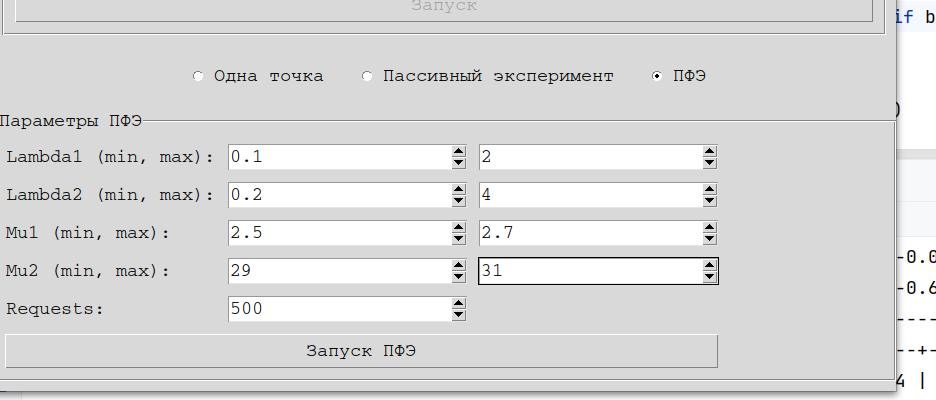 Запуск
if b
Одна точка Пассивный эксперимент ПФЭ
)
Параметры ПФЭ
Lambda1 (min, max): 0.1 2
Lambda2 (min, max): 0.2 4
Mu1 (min, max): 2.5 2.7
-0.0
Mu2 (min, max): 29 31
-0.6
Requests: 500
----
Запуск ПФЭ
--+-
4 |